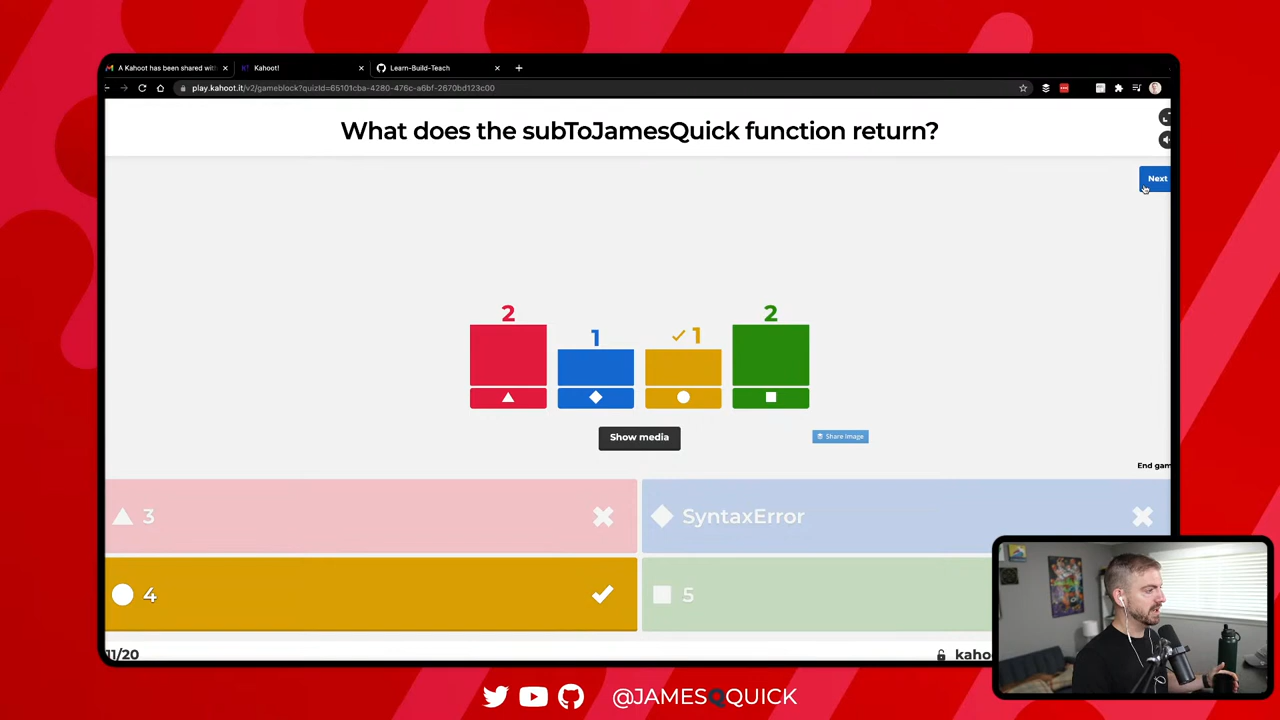 A Kahoot has been shared with
Kahoot!
Learn-Build-Teach
play.kahoot.it/v2/gameblock?quizId=65101cba-4280-476c-a6bf-2670bd123c00
What does the subToJamesQuick function return?
Next
2
1
1
2
Show media
Share Image
End gam
3
SyntaxError
4
5
11/20
kahoo
@JAMESQQUICK